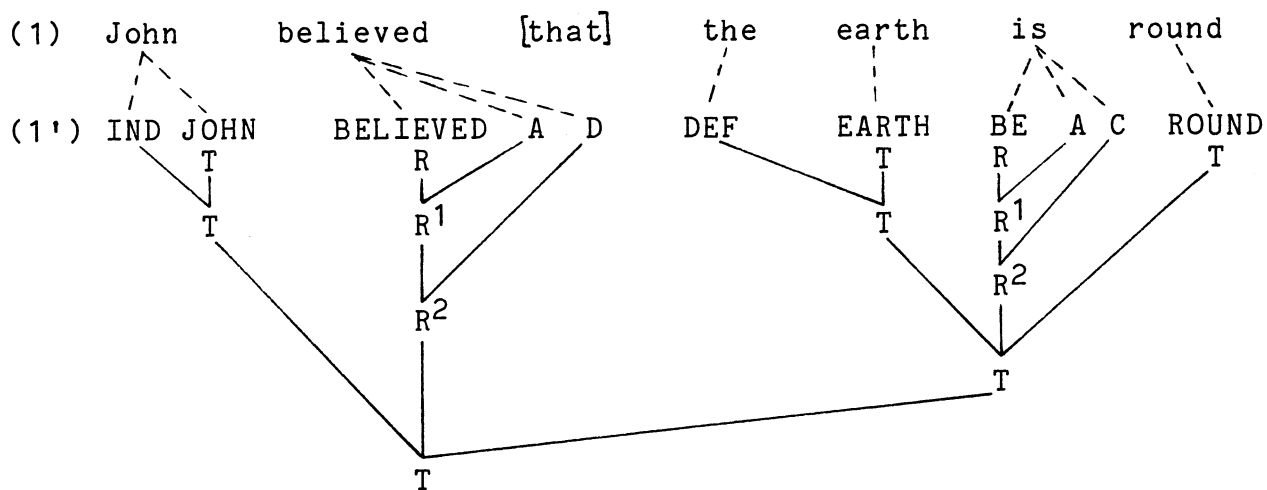 (1) John believed [that] the earth is round
(1') IND JOHN BELIEVED A D DEF EARTH BE A C ROUND
T R T R T
T R1 T R1
R2 R2
T
T